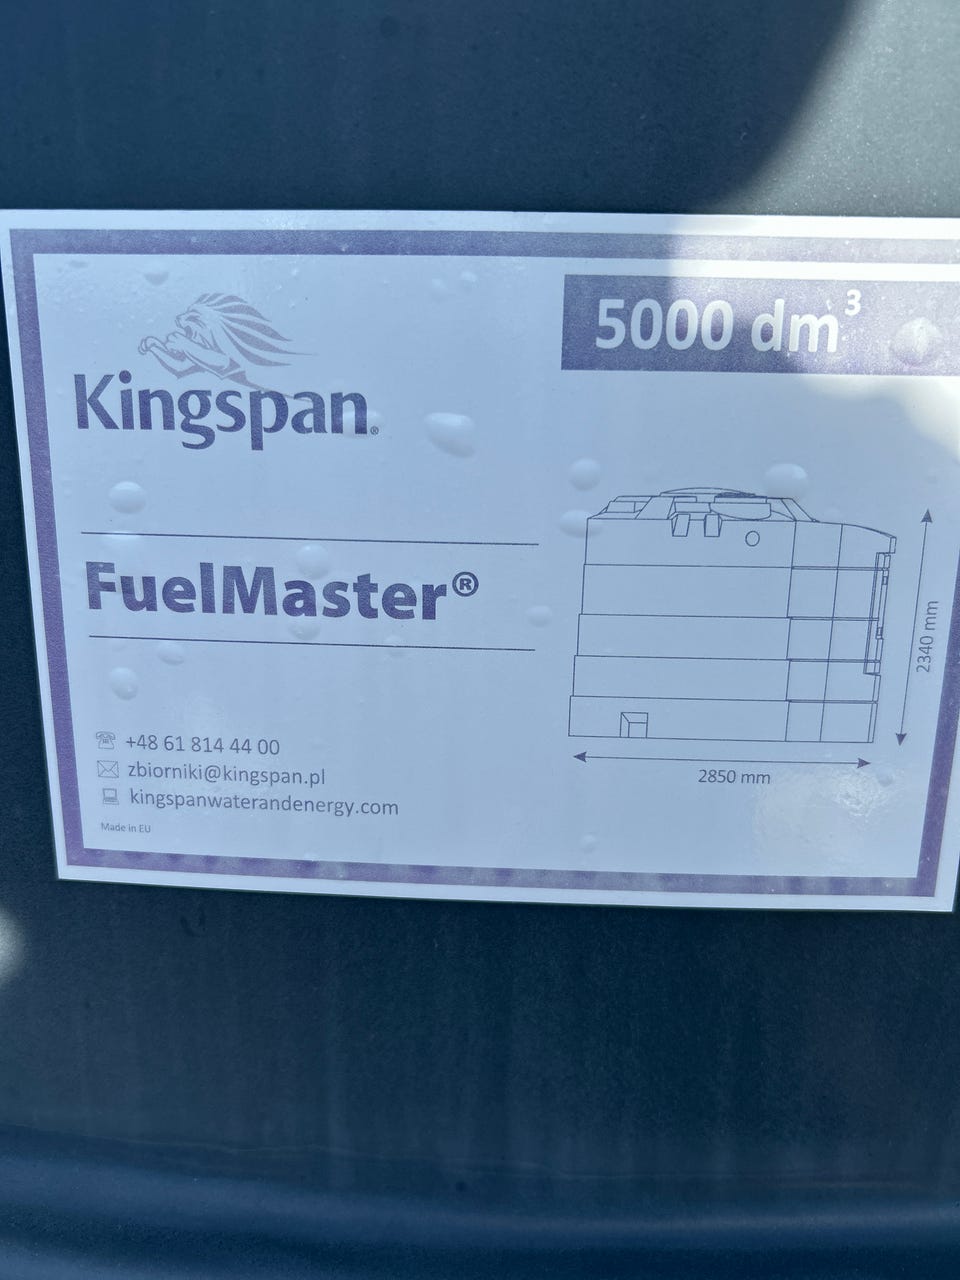 5000 dm³
Kingspan®
FuelMaster®
2340 mm
2850 mm
+48 61 814 44 00
zbiorniki@kingspan.pl
kingspanwaterandenergy.com
Made in EU